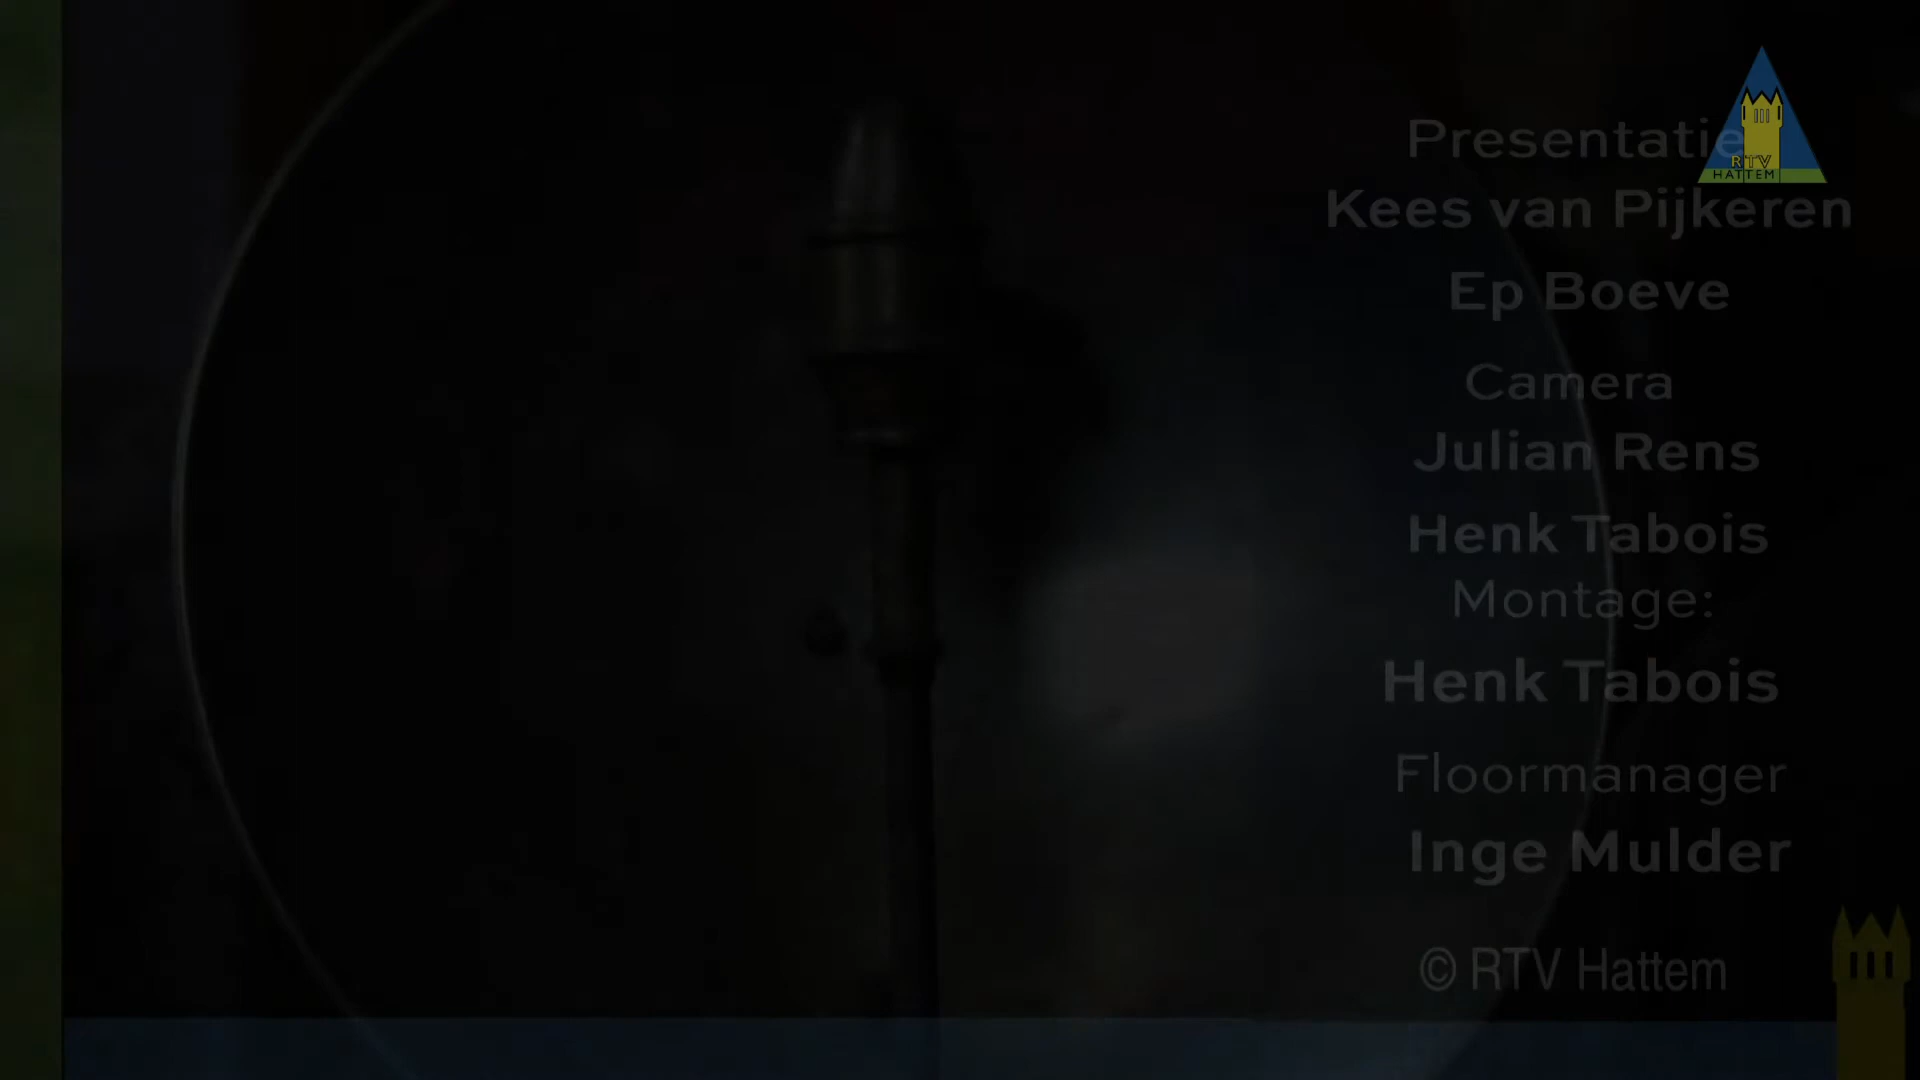 Presentatie
RTV
HATTEM
Kees van Pijkeren
Ep Boeve
Camera
Julian Rens
Henk Tabois
Montage:
Henk Tabois
Floormanager
Inge Mulder
© RTV Hattem